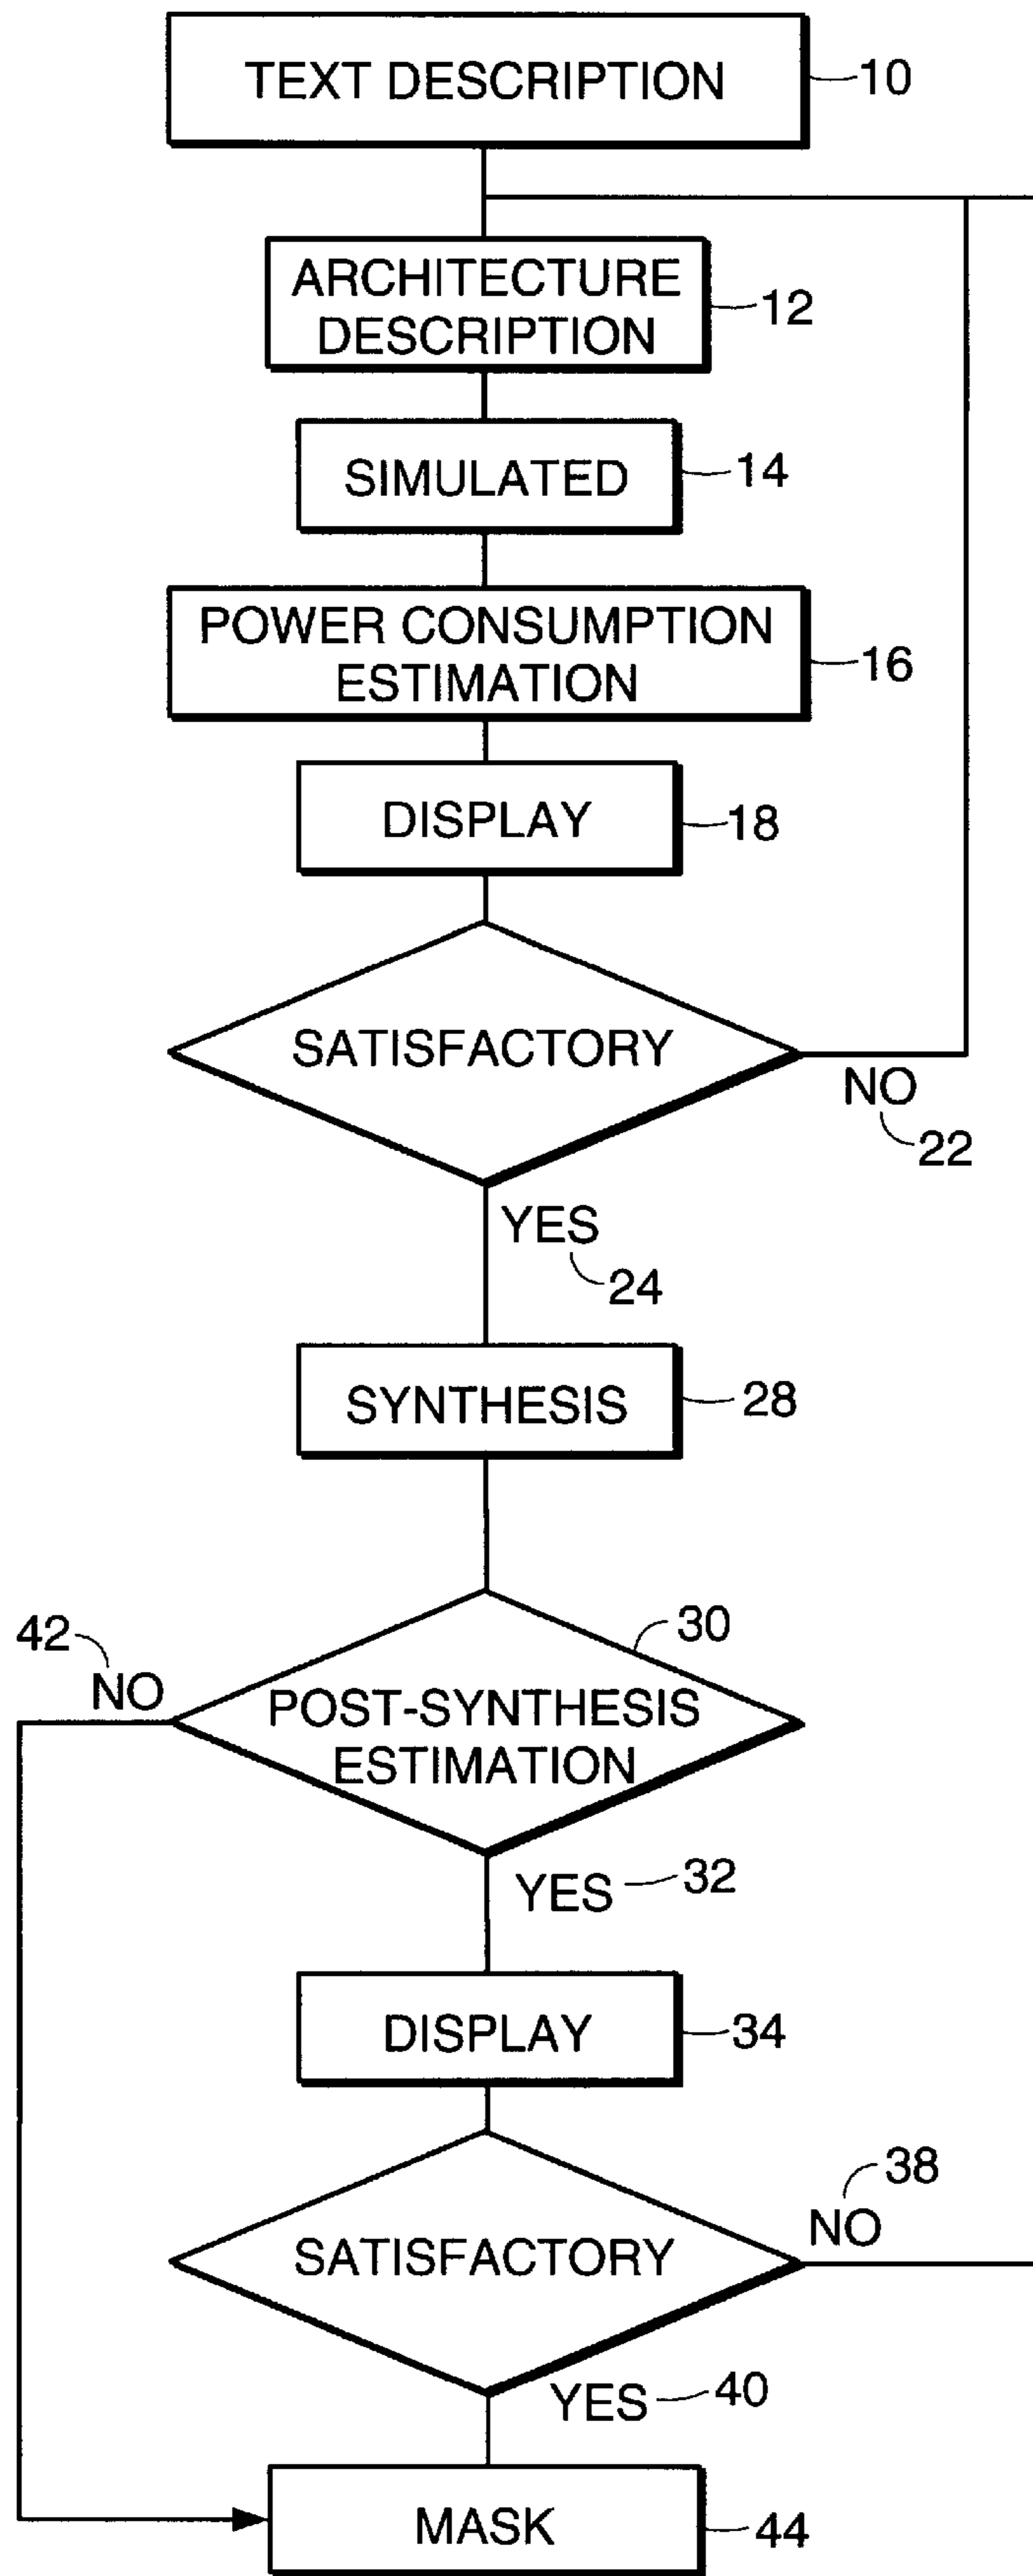 TEXT DESCRIPTION
10
ARCHITECTURE
DESCRIPTION
12
SIMULATED
14
POWER CONSUMPTION
ESTIMATION
16
DISPLAY
18
SATISFACTORY
NO
22
YES
24
SYNTHESIS
28
42
NO
30
POST-SYNTHESIS
ESTIMATION
YES
32
DISPLAY
34
38
NO
SATISFACTORY
YES
40
MASK
44